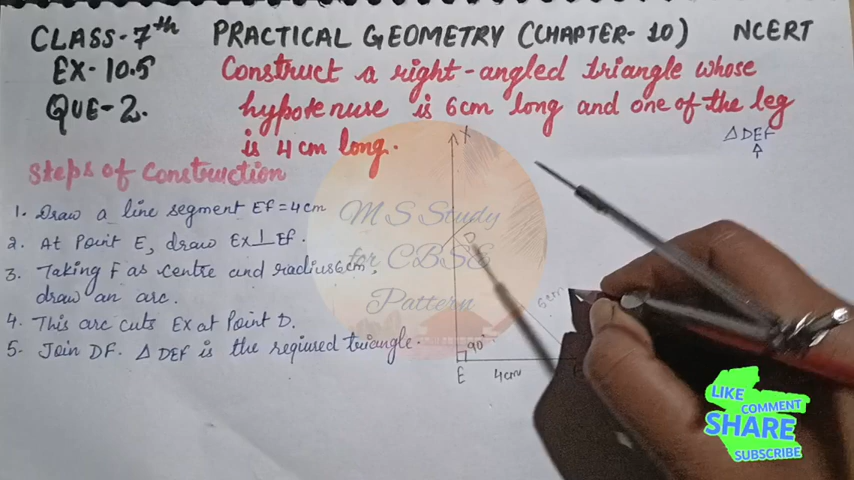 CLASS-7th PRACTICAL GEOMETRY (CHAPTER-10) NCERT
EX-10.5 Construct a right-angled triangle whose
QUE-2. hypotenuse is 6cm long and one of the leg
is 4cm long.
△ DEF
Steps of Construction
1. Draw a line segment EF=4cm
2. At Point E, draw EX⊥EF.
3. Taking F as centre and radius 6cm,
draw an arc.
4. This arc cuts EX at Point D.
5. Join DF. △ DEF is the reqiured triangle.
X
D
6cm
90°
E
4cm
F
M S Study
for CBSE
Pattern
LIKE
COMMENT
SHARE
SUBSCRIBE